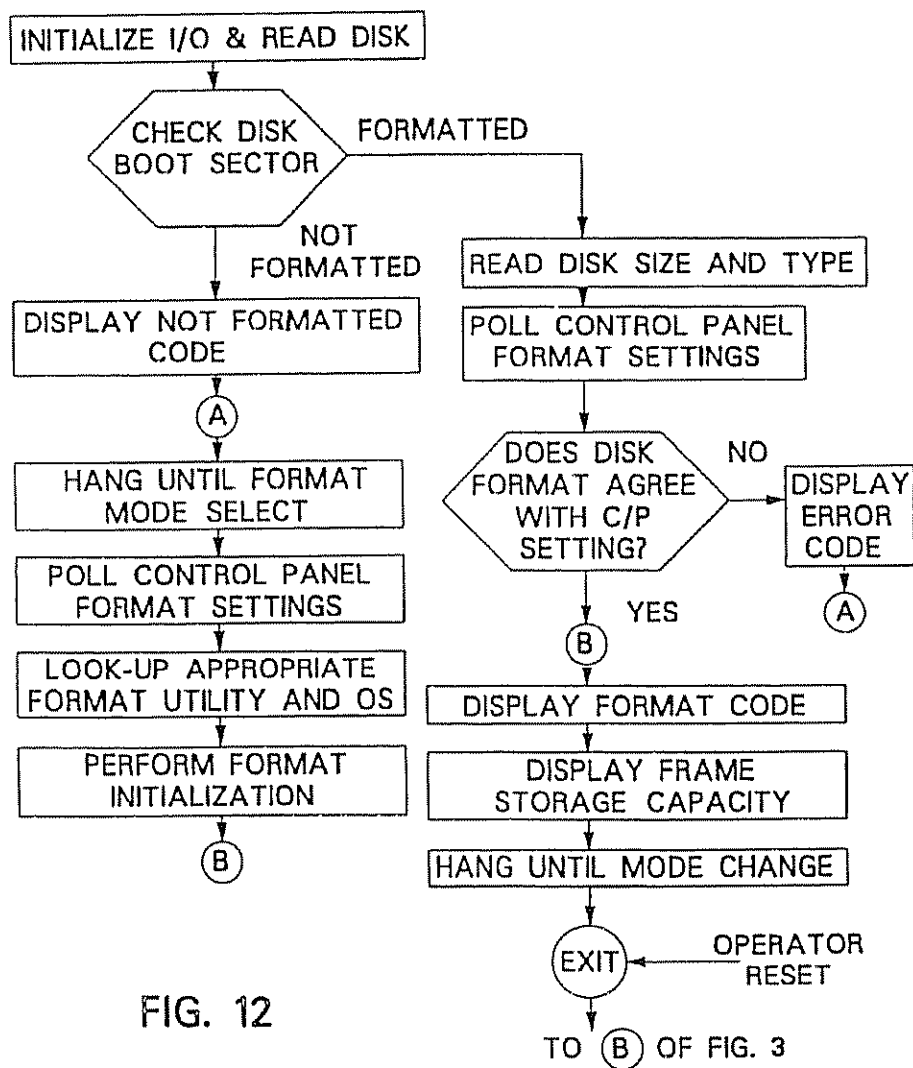 INITIALIZE I/O & READ DISK
CHECK DISK
BOOT SECTOR
FORMATTED
NOT
FORMATTED
DISPLAY NOT FORMATTED
CODE
A
HANG UNTIL FORMAT
MODE SELECT
POLL CONTROL PANEL
FORMAT SETTINGS
LOOK-UP APPROPRIATE
FORMAT UTILITY AND OS
PERFORM FORMAT
INITIALIZATION
B
READ DISK SIZE AND TYPE
POLL CONTROL PANEL
FORMAT SETTINGS
DOES DISK
FORMAT AGREE
WITH C/P
SETTING?
NO
DISPLAY
ERROR
CODE
A
YES
B
DISPLAY FORMAT CODE
DISPLAY FRAME
STORAGE CAPACITY
HANG UNTIL MODE CHANGE
EXIT
OPERATOR
RESET
TO B OF FIG. 3
FIG. 12